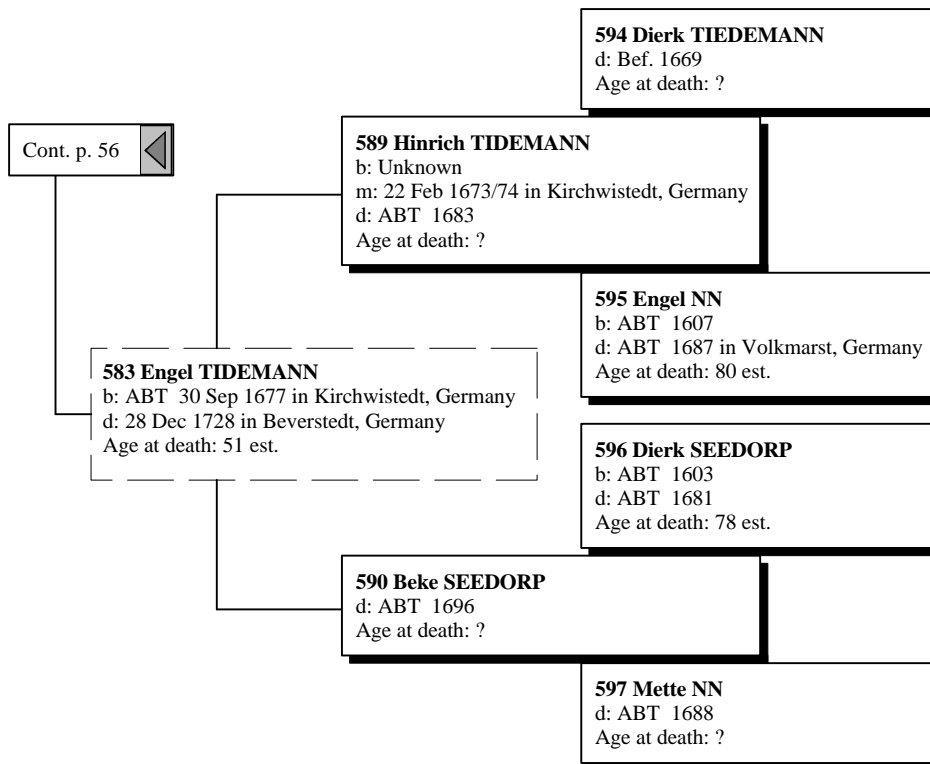 594 Dierk TIEDEMANN
d: Bef. 1669
Age at death: ?
Cont. p. 56
589 Hinrich TIDEMANN
b: Unknown
m: 22 Feb 1673/74 in Kirchwistedt, Germany
d: ABT 1683
Age at death: ?
595 Engel NN
b: ABT 1607
d: ABT 1687 in Volkmarst, Germany
Age at death: 80 est.
583 Engel TIDEMANN
b: ABT 30 Sep 1677 in Kirchwistedt, Germany
d: 28 Dec 1728 in Beverstedt, Germany
Age at death: 51 est.
596 Dierk SEEDORP
b: ABT 1603
d: ABT 1681
Age at death: 78 est.
590 Beke SEEDORP
d: ABT 1696
Age at death: ?
597 Mette NN
d: ABT 1688
Age at death: ?